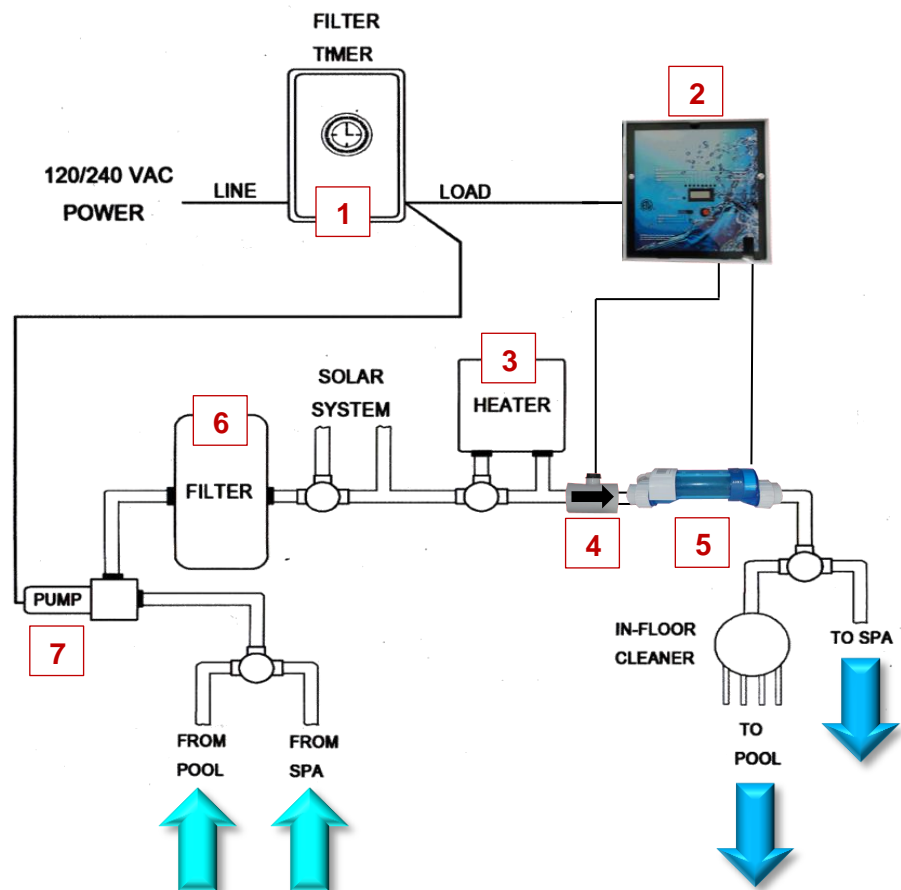 FILTER
TIMER
2
120/240 VAC
POWER
LINE
1
LOAD
3
SOLAR
SYSTEM
HEATER
6
FILTER
4
5
PUMP
7
IN-FLOOR
CLEANER
TO SPA
FROM
POOL
FROM
SPA
TO
POOL